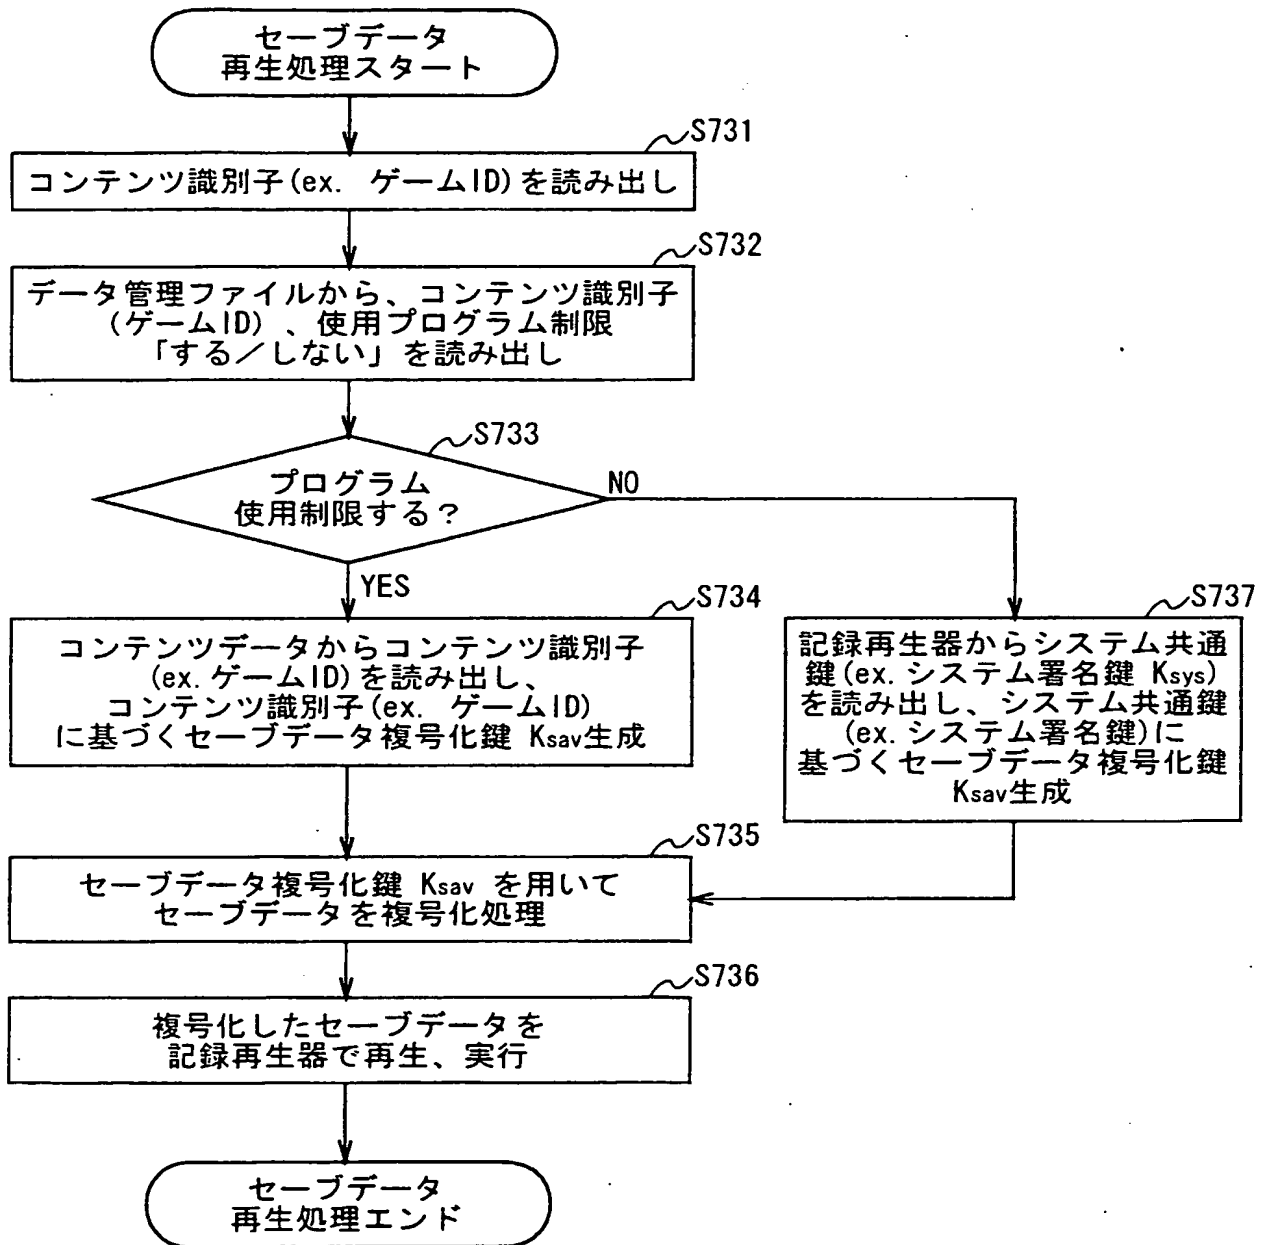 セーブデータ
再生処理スタート
S731
コンテンツ識別子(ex. ゲームID)を読み出し
S732
データ管理ファイルから、コンテンツ識別子
(ゲームID)、使用プログラム制限
「する/しない」を読み出し
S733
プログラム
使用制限する?
NO
YES
S734
コンテンツデータからコンテンツ識別子
(ex.ゲームID)を読み出し、
コンテンツ識別子(ex. ゲームID)
に基づくセーブデータ複号化鍵 Ksav生成
S737
記録再生器からシステム共通
鍵(ex.システム署名鍵 Ksys)
を読み出し、システム共通鍵
(ex.システム署名鍵)に
基づくセーブデータ複号化鍵
Ksav生成
S735
セーブデータ複号化鍵 Ksav を用いて
セーブデータを複号化処理
S736
複号化したセーブデータを
記録再生器で再生、実行
セーブデータ
再生処理エンド